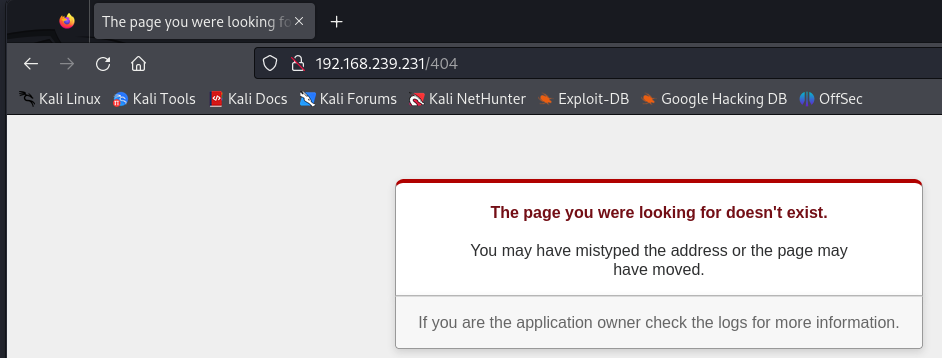 The page you were looking fo
192.168.239.231/404
Kali Linux Kali Tools Kali Docs Kali Forums Kali NetHunter Exploit-DB Google Hacking DB OffSec
The page you were looking for doesn't exist.
You may have mistyped the address or the page may
have moved.
If you are the application owner check the logs for more information.